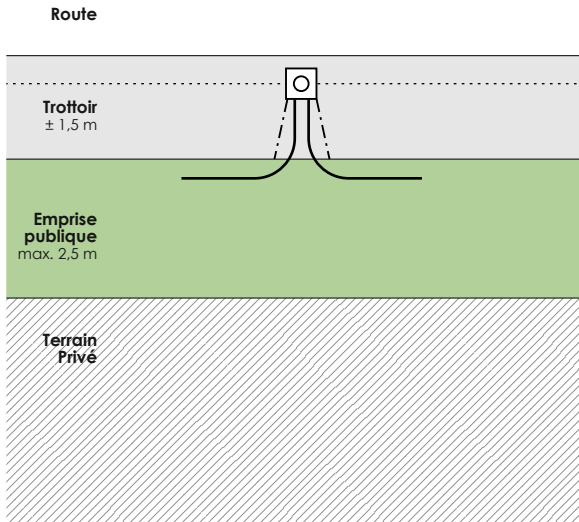 Route
Trottoir
± 1,5 m
Emprise
publique
max. 2,5 m
Terrain
Privé